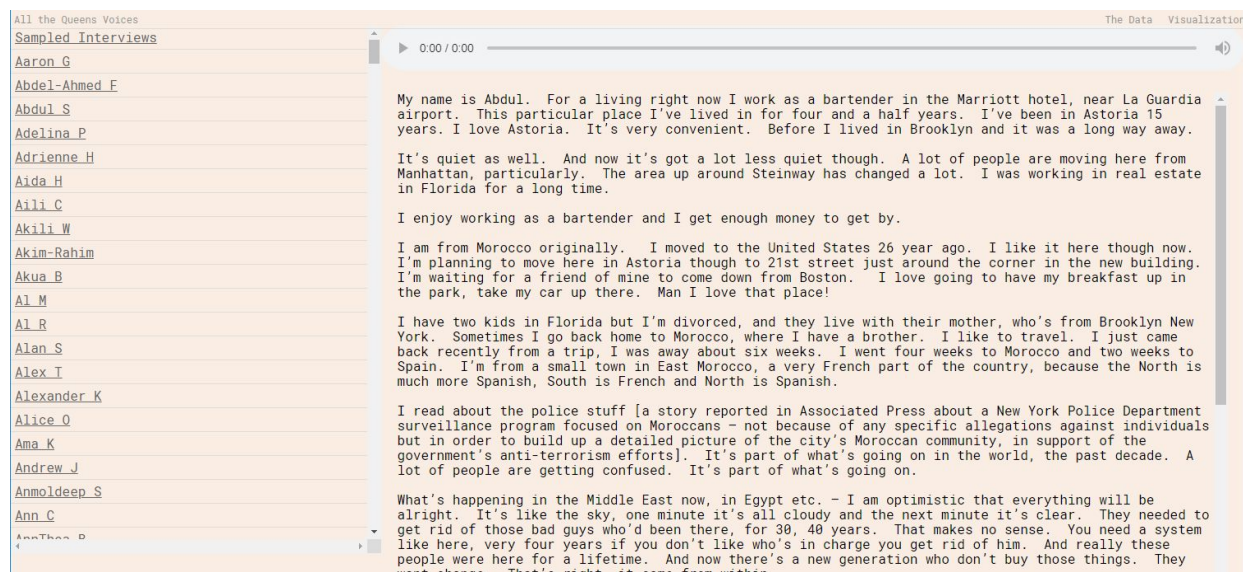 All the Queens Voices
The Data Visualization
Sampled Interviews
Aaron G
Abdel-Ahmed F
Abdul S
Adelina P
Adrienne H
Aida H
Aili C
Akili W
Akim-Rahim
Akua B
Al M
Al R
Alan S
Alex T
Alexander K
Alice O
Ama K
Andrew J
Anmoldeep S
Ann C
AnnThea B
0:00 / 0:00
My name is Abdul. For a living right now I work as a bartender in the Marriott hotel, near La Guardia
airport. This particular place I've lived in for four and a half years. I've been in Astoria 15
years. I love Astoria. It's very convenient. Before I lived in Brooklyn and it was a long way away.
It's quiet as well. And now it's got a lot less quiet though. A lot of people are moving here from
Manhattan, particularly. The area up around Steinway has changed a lot. I was working in real estate
in Florida for a long time.
I enjoy working as a bartender and I get enough money to get by.
I am from Morocco originally. I moved to the United States 26 year ago. I like it here though now.
I'm planning to move here in Astoria though to 21st street just around the corner in the new building.
I'm waiting for a friend of mine to come down from Boston. I love going to have my breakfast up in
the park, take my car up there. Man I love that place!
I have two kids in Florida but I'm divorced, and they live with their mother, who's from Brooklyn New
York. Sometimes I go back home to Morocco, where I have a brother. I like to travel. I just came
back recently from a trip, I was away about six weeks. I went four weeks to Morocco and two weeks to
Spain. I'm from a small town in East Morocco, a very French part of the country, because the North is
much more Spanish, South is French and North is Spanish.
I read about the police stuff [a story reported in Associated Press about a New York Police Department
surveillance program focused on Moroccans – not because of any specific allegations against individuals
but in order to build up a detailed picture of the city's Moroccan community, in support of the
government's anti-terrorism efforts]. It's part of what's going on in the world, the past decade. A
lot of people are getting confused. It's part of what's going on.
What's happening in the Middle East now, in Egypt etc. – I am optimistic that everything will be
alright. It's like the sky, one minute it's all cloudy and the next minute it's clear. They needed to
get rid of those bad guys who'd been there, for 30, 40 years. That makes no sense. You need a system
like here, very four years if you don't like who's in charge you get rid of him. And really these
people were here for a lifetime. And now there's a new generation who don't buy those things. They
want change. That's right, it came from within